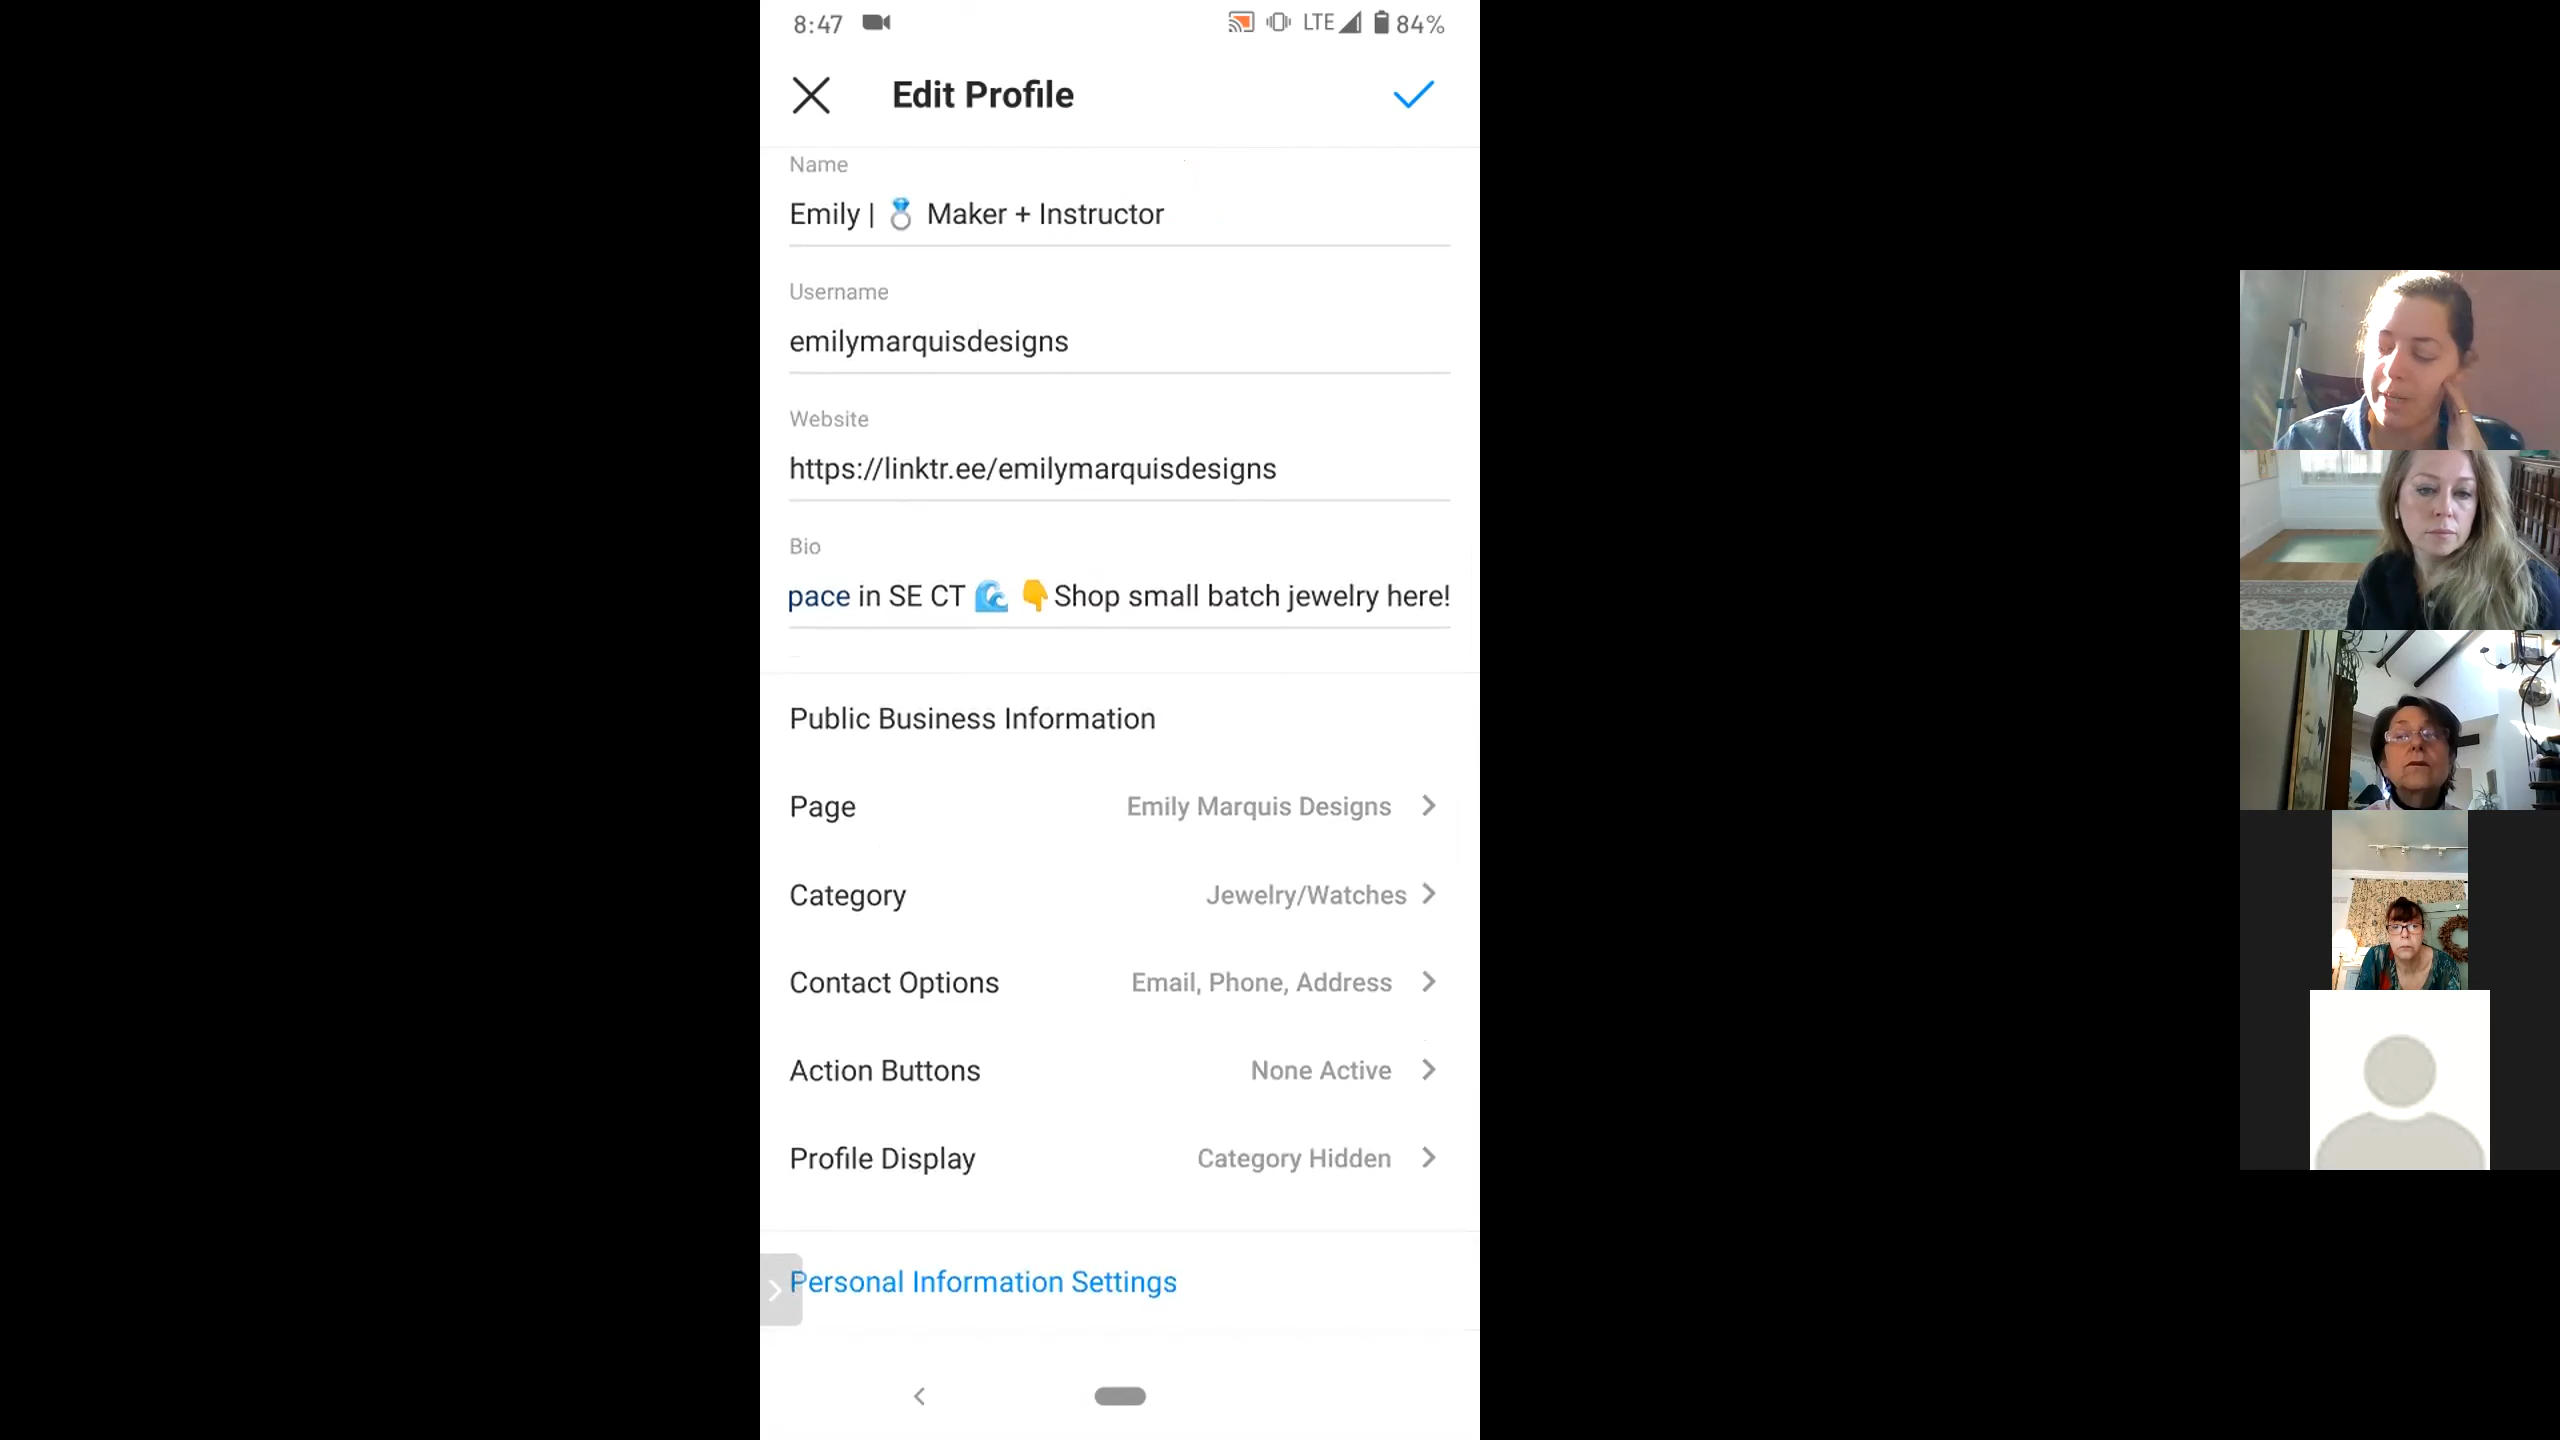 8:47 LTE 84%
Edit Profile
Name
Emily | 💍 Maker + Instructor
Username
emilymarquisdesigns
Website
https://linktr.ee/emilymarquisdesigns
Bio
pace in SE CT 🌊 👇Shop small batch jewelry here!
Public Business Information
Page Emily Marquis Designs
Category Jewelry/Watches
Contact Options Email, Phone, Address
Action Buttons None Active
Profile Display Category Hidden
Personal Information Settings